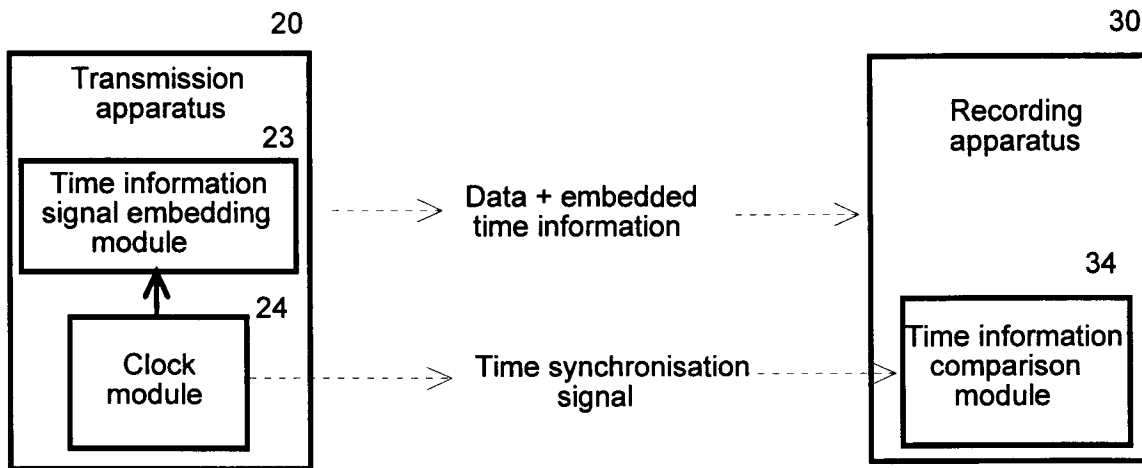 20
30
Transmission
apparatus
Recording
apparatus
23
Time information
signal embedding
module
Data + embedded
time information
34
24
Clock
module
Time synchronisation
signal
Time information
comparison
module